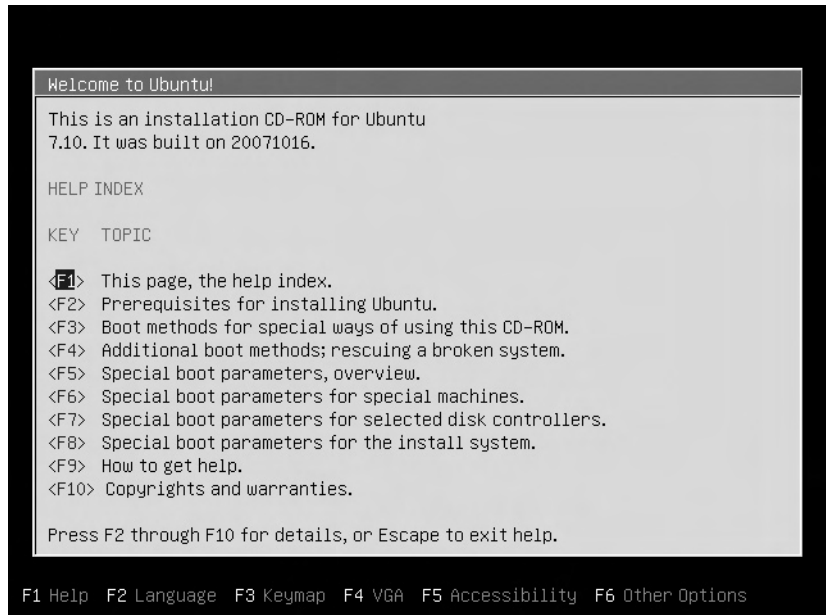 Welcome to Ubuntu!
This is an installation CD-ROM for Ubuntu
7.10. It was built on 20071016.
HELP INDEX
KEY TOPIC
<F1> This page, the help index.
<F2> Prerequisites for installing Ubuntu.
<F3> Boot methods for special ways of using this CD-ROM.
<F4> Additional boot methods; rescuing a broken system.
<F5> Special boot parameters, overview.
<F6> Special boot parameters for special machines.
<F7> Special boot parameters for selected disk controllers.
<F8> Special boot parameters for the install system.
<F9> How to get help.
<F10> Copyrights and warranties.
Press F2 through F10 for details, or Escape to exit help.
F1 Help F2 Language F3 Keymap F4 VGA F5 Accessibility F6 Other Options